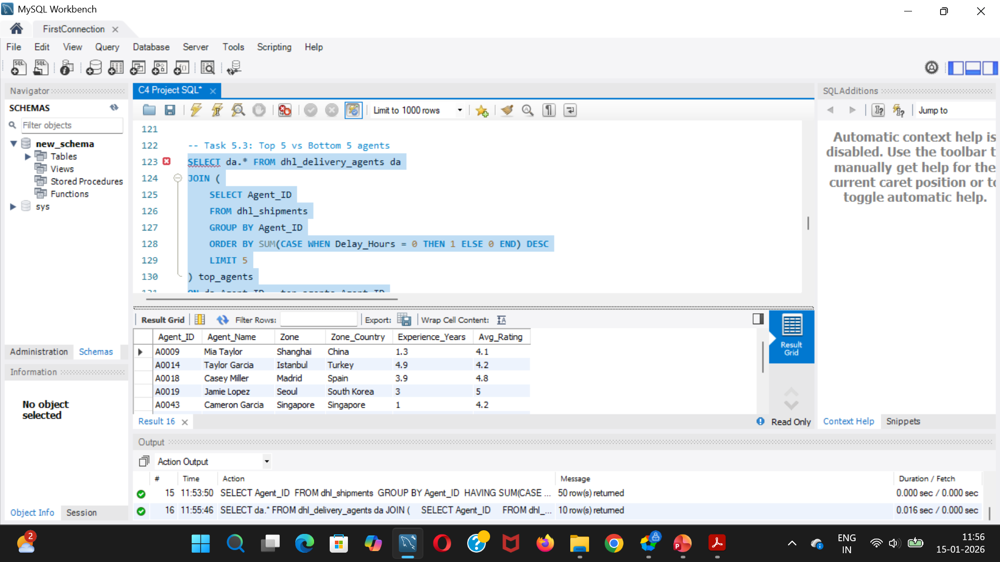 MySQL Workbench
FirstConnection
File Edit View Query Database Server Tools Scripting Help
Navigator
SCHEMAS
Filter objects
new_schema
Tables
Views
Stored Procedures
Functions
sys
Administration Schemas
Information
No object
selected
Object Info Session
C4 Project SQL*
Limit to 1000 rows
121
122 -- Task 5.3: Top 5 vs Bottom 5 agents
123 SELECT da.* FROM dhl_delivery_agents da
124 JOIN (
125 SELECT Agent_ID
126 FROM dhl_shipments
127 GROUP BY Agent_ID
128 ORDER BY SUM(CASE WHEN Delay_Hours = 0 THEN 1 ELSE 0 END) DESC
129 LIMIT 5
130 ) top_agents
131 ON da.Agent_ID = top_agents.Agent_ID
Result Grid Filter Rows: Export: Wrap Cell Content:
Agent_ID Agent_Name Zone Zone_Country Experience_Years Avg_Rating
A0009 Mia Taylor Shanghai China 1.3 4.1
A0014 Taylor Garcia Istanbul Turkey 4.9 4.2
A0018 Casey Miller Madrid Spain 3.9 4.8
A0019 Jamie Lopez Seoul South Korea 3 5
A0043 Cameron Garcia Singapore Singapore 1 4.2
Result
Grid
Result 16
Read Only
SQLAdditions
Jump to
Automatic context help is
disabled. Use the toolbar t
manually get help for the
current caret position or to
toggle automatic help.
Context Help Snippets
Output
Action Output
# Time Action Message Duration / Fetch
15 11:53:50 SELECT Agent_ID FROM dhl_shipments GROUP BY Agent_ID HAVING SUM(CASE ... 50 row(s) returned 0.000 sec / 0.000 sec
16 11:55:46 SELECT da.* FROM dhl_delivery_agents da JOIN ( SELECT Agent_ID FROM dhl_... 10 row(s) returned 0.016 sec / 0.000 sec
2
ENG
IN
11:56
15-01-2026